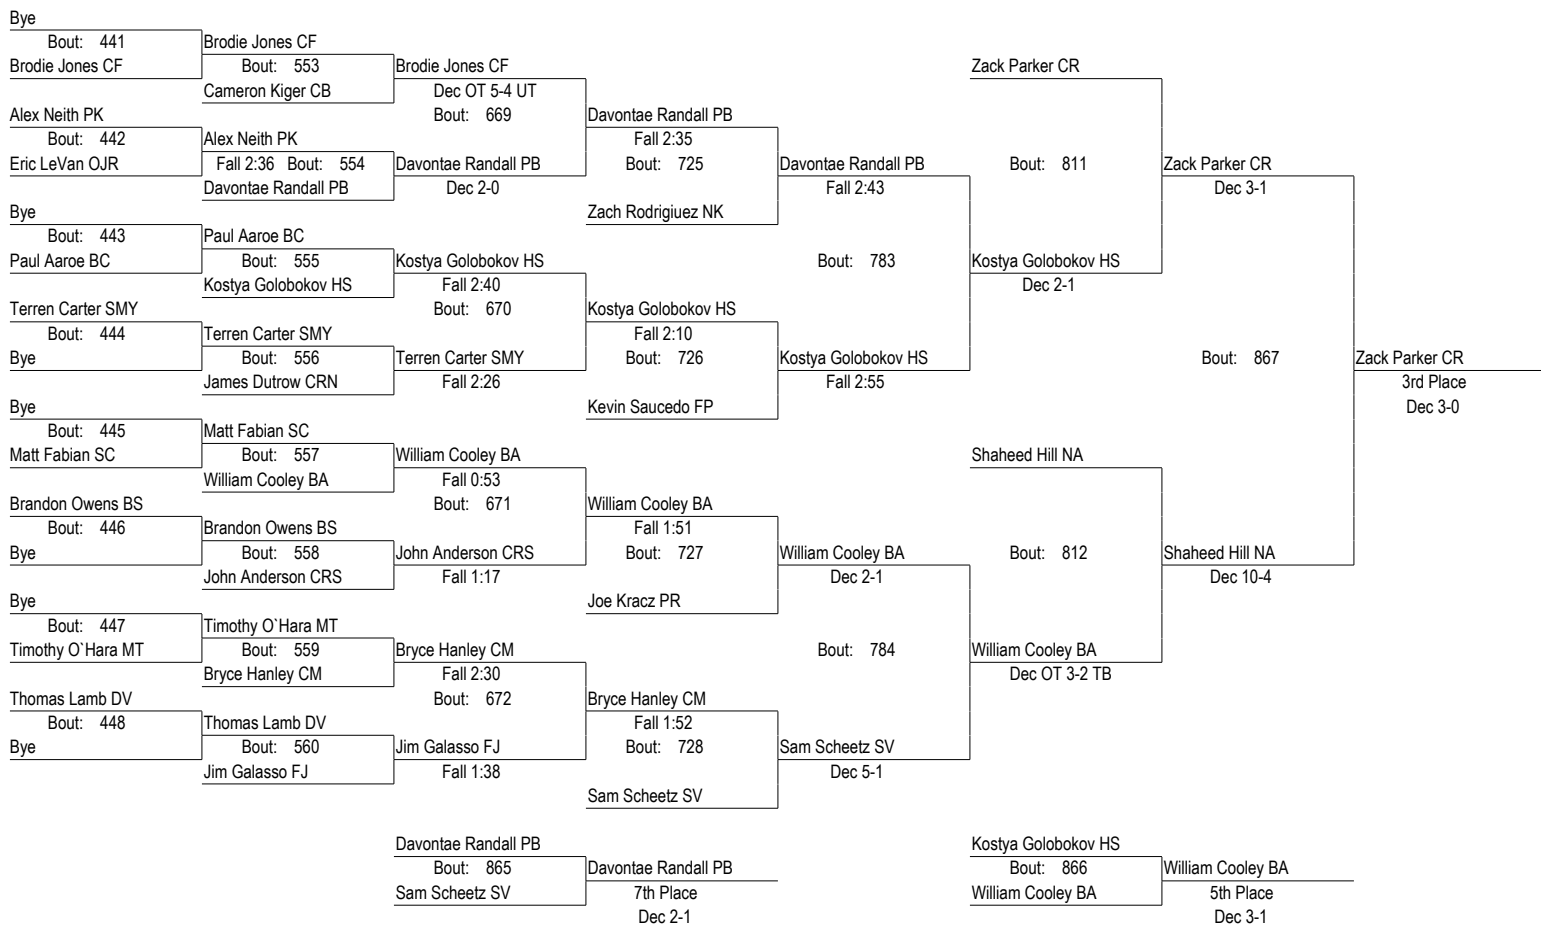 Bye
Bout: 441 Brodie Jones CF
Brodie Jones CF Bout: 553 Brodie Jones CF Zack Parker CR
Cameron Kiger CB Dec OT 5-4 UT
Alex Neith PK Bout: 669 Davontae Randall PB
Bout: 442 Alex Neith PK Fall 2:35
Eric LeVan OJR Fall 2:36 Bout: 554 Davontae Randall PB Bout: 725 Davontae Randall PB Bout: 811 Zack Parker CR
Davontae Randall PB Dec 2-0 Fall 2:43 Dec 3-1
Bye Zach Rodrigiuez NK
Bout: 443 Paul Aaroe BC
Paul Aaroe BC Bout: 555 Kostya Golobokov HS Bout: 783 Kostya Golobokov HS
Kostya Golobokov HS Fall 2:40 Dec 2-1
Terren Carter SMY Bout: 670 Kostya Golobokov HS
Bout: 444 Terren Carter SMY Fall 2:10
Bye Bout: 556 Terren Carter SMY Bout: 726 Kostya Golobokov HS Bout: 867 Zack Parker CR
James Dutrow CRN Fall 2:26 Fall 2:55 3rd Place
Bye Kevin Saucedo FP Dec 3-0
Bout: 445 Matt Fabian SC
Matt Fabian SC Bout: 557 William Cooley BA Shaheed Hill NA
William Cooley BA Fall 0:53
Brandon Owens BS Bout: 671 William Cooley BA
Bout: 446 Brandon Owens BS Fall 1:51
Bye Bout: 558 John Anderson CRS Bout: 727 William Cooley BA Bout: 812 Shaheed Hill NA
John Anderson CRS Fall 1:17 Dec 2-1 Dec 10-4
Bye Joe Kracz PR
Bout: 447 Timothy O`Hara MT
Timothy O`Hara MT Bout: 559 Bryce Hanley CM Bout: 784 William Cooley BA
Bryce Hanley CM Fall 2:30 Dec OT 3-2 TB
Thomas Lamb DV Bout: 672 Bryce Hanley CM
Bout: 448 Thomas Lamb DV Fall 1:52
Bye Bout: 560 Jim Galasso FJ Bout: 728 Sam Scheetz SV
Jim Galasso FJ Fall 1:38 Dec 5-1
Sam Scheetz SV
Davontae Randall PB Kostya Golobokov HS
Bout: 865 Davontae Randall PB Bout: 866 William Cooley BA
Sam Scheetz SV 7th Place William Cooley BA 5th Place
Dec 2-1 Dec 3-1